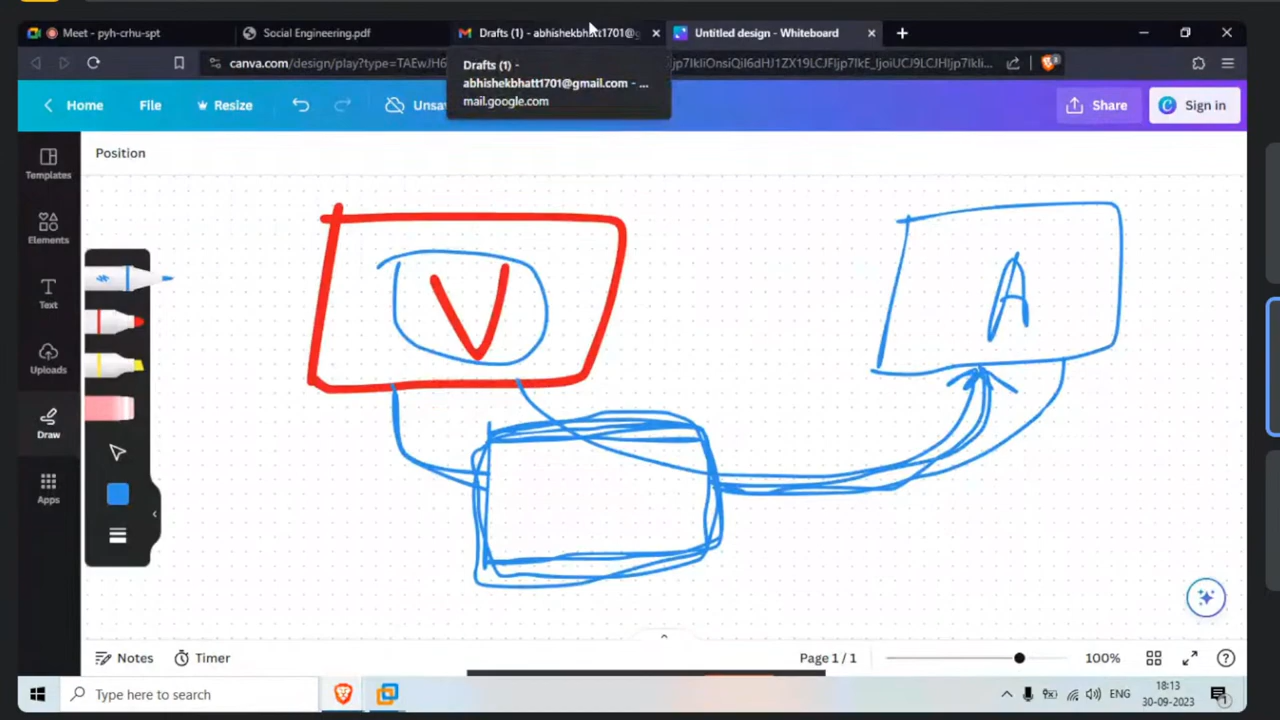 Meet - pyh-crhu-spt
Social Engineering.pdf
Drafts (1) - abhishekbhatt1701@g
Untitled design - Whiteboard
canva.com/design/play?type=TAEwJH6
Drafts (1) -
abhishekbhatt1701@gmail.com - ...
mail.google.com
Home
File
Resize
Unsav
Share
Sign in
Position
Templates
Elements
Text
Uploads
Draw
Apps
V
A
Notes
Timer
Page 1 / 1
100%
Type here to search
ENG
18:13
30-09-2023